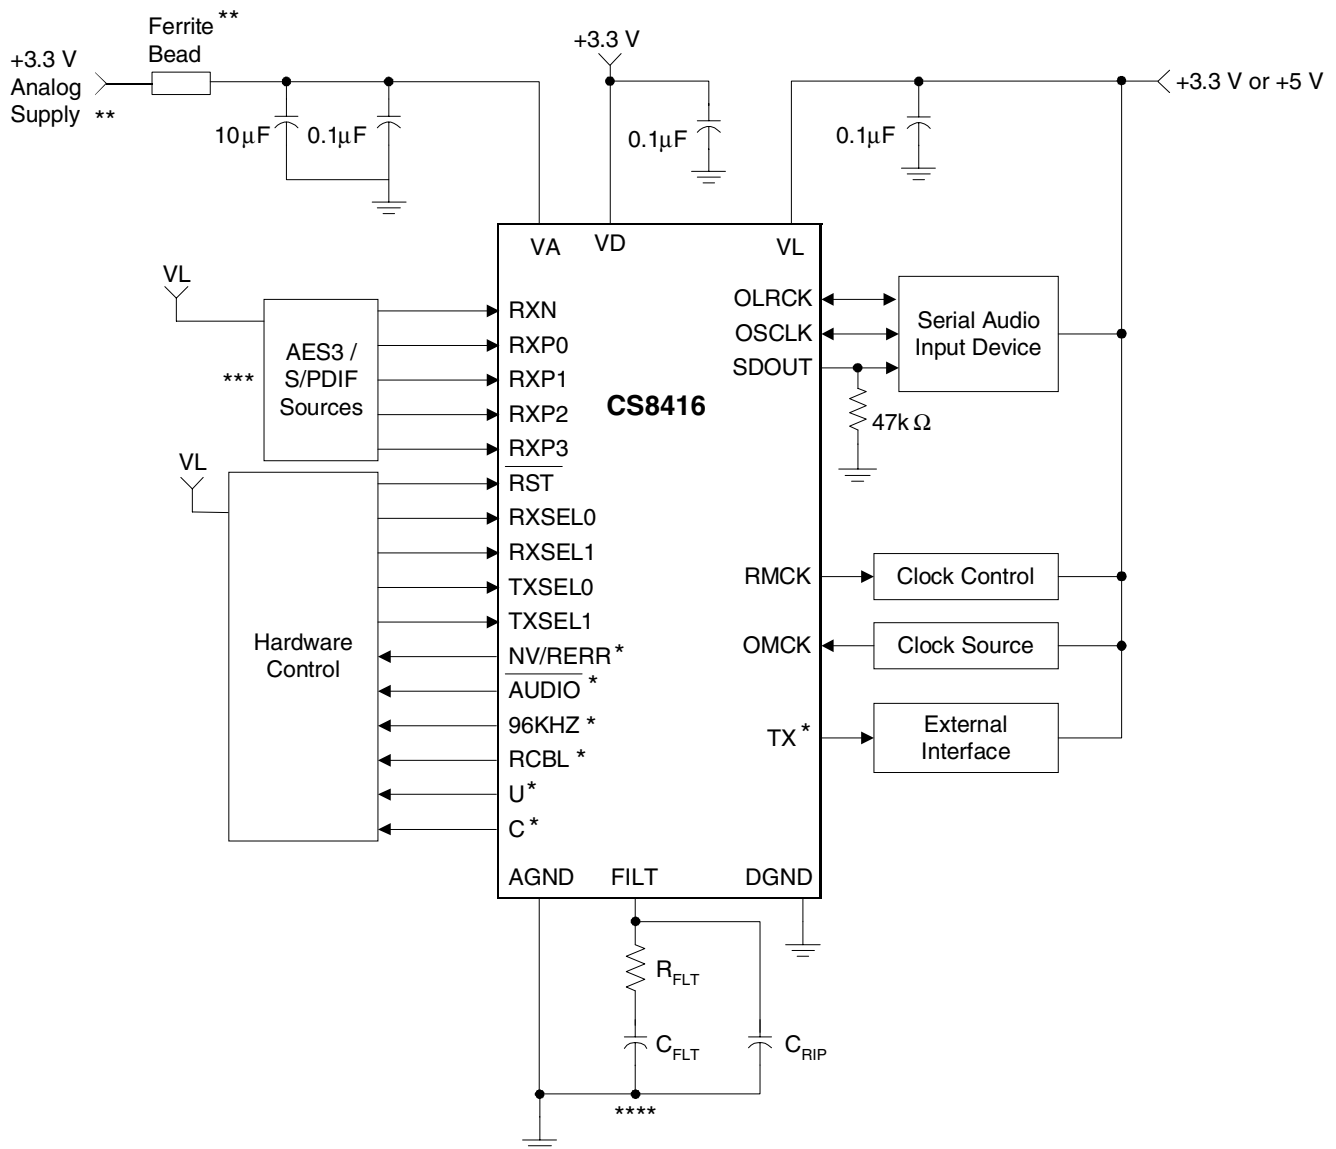 Ferrite **
Bead
+3.3 V
Analog
Supply **
10µF
0.1µF
+3.3 V
0.1µF
+3.3 V or +5 V
0.1µF
VA
VD
VL
VL
AES3 /
S/PDIF
Sources
***
RXN
RXP0
RXP1
RXP2
RXP3
VL
Hardware
Control
RST
RXSEL0
RXSEL1
TXSEL0
TXSEL1
NV/RERR *
AUDIO *
96KHZ *
RCBL *
U *
C *
CS8416
OLRCK
OSCLK
SDOUT
Serial Audio
Input Device
47k Ω
RMCK
Clock Control
OMCK
Clock Source
TX *
External
Interface
AGND
FILT
DGND
RFLT
CFLT
CRIP
****